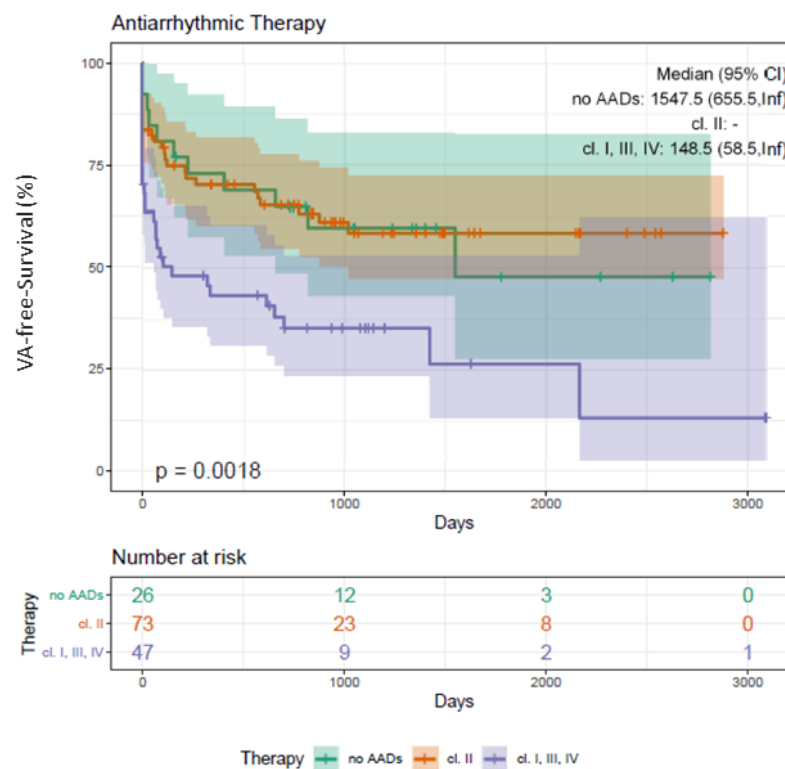 Antiarrhythmic Therapy
Median (95% CI)
no AADs: 1547.5 (655.5,Inf)
cl. II: -
cl. I, III, IV: 148.5 (58.5,Inf)
VA-free-Survival (%)
100
75
50
25
0
p = 0.0018
0 1000 2000 3000
Days
Number at risk
Therapy
no AADs 26 12 3 0
cl. II 73 23 8 0
cl. I, III, IV 47 9 2 1
0 1000 2000 3000
Days
Therapy no AADs cl. II cl. I, III, IV